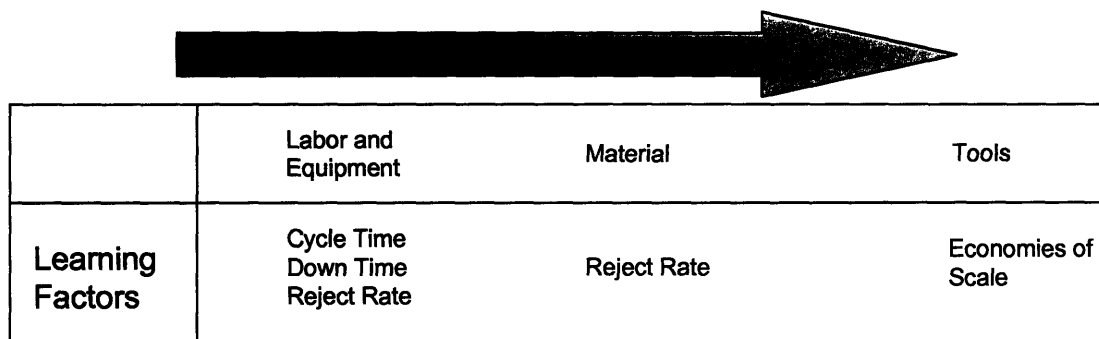 Labor and
Equipment
Material
Tools
Learning
Factors
Cycle Time
Down Time
Reject Rate
Reject Rate
Economies of
Scale